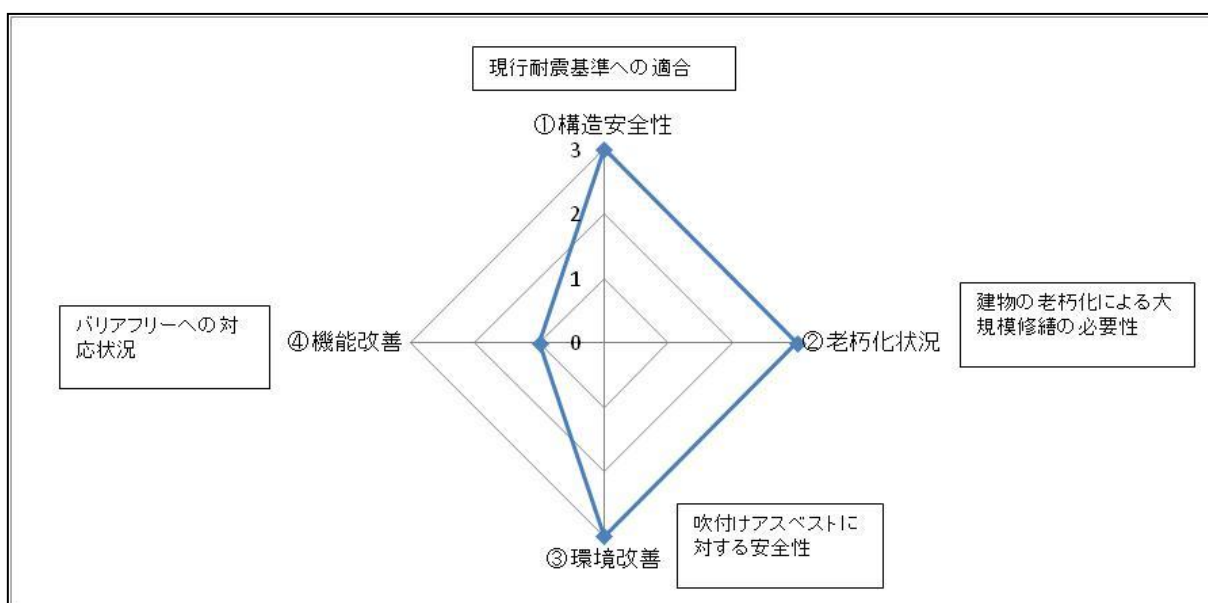 現行耐震基準への適合
①構造安全性
3
2
1
0
建物の老朽化による大
規模修繕の必要性
②老朽化状況
バリアフリーへの対
応状況
④機能改善
吹付けアスベストに
対する安全性
③環境改善